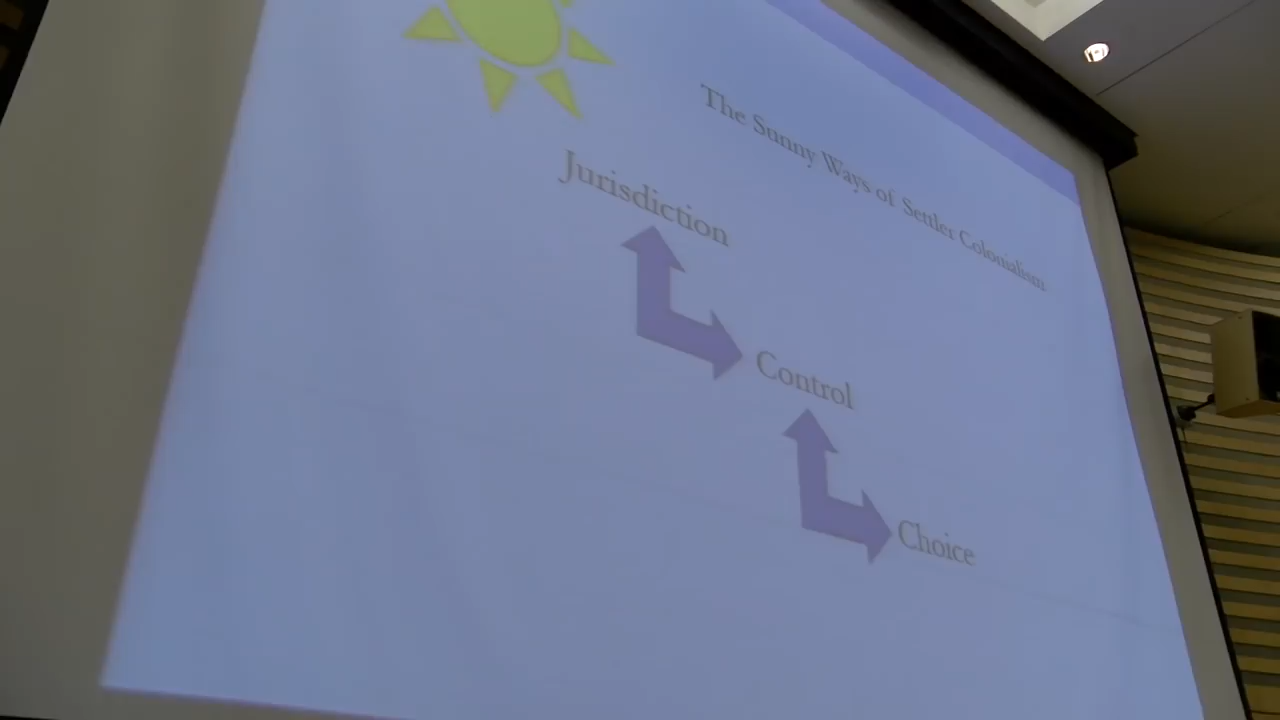 The Sunny Ways of Settler Colonialism
Jurisdiction
Control
Choice